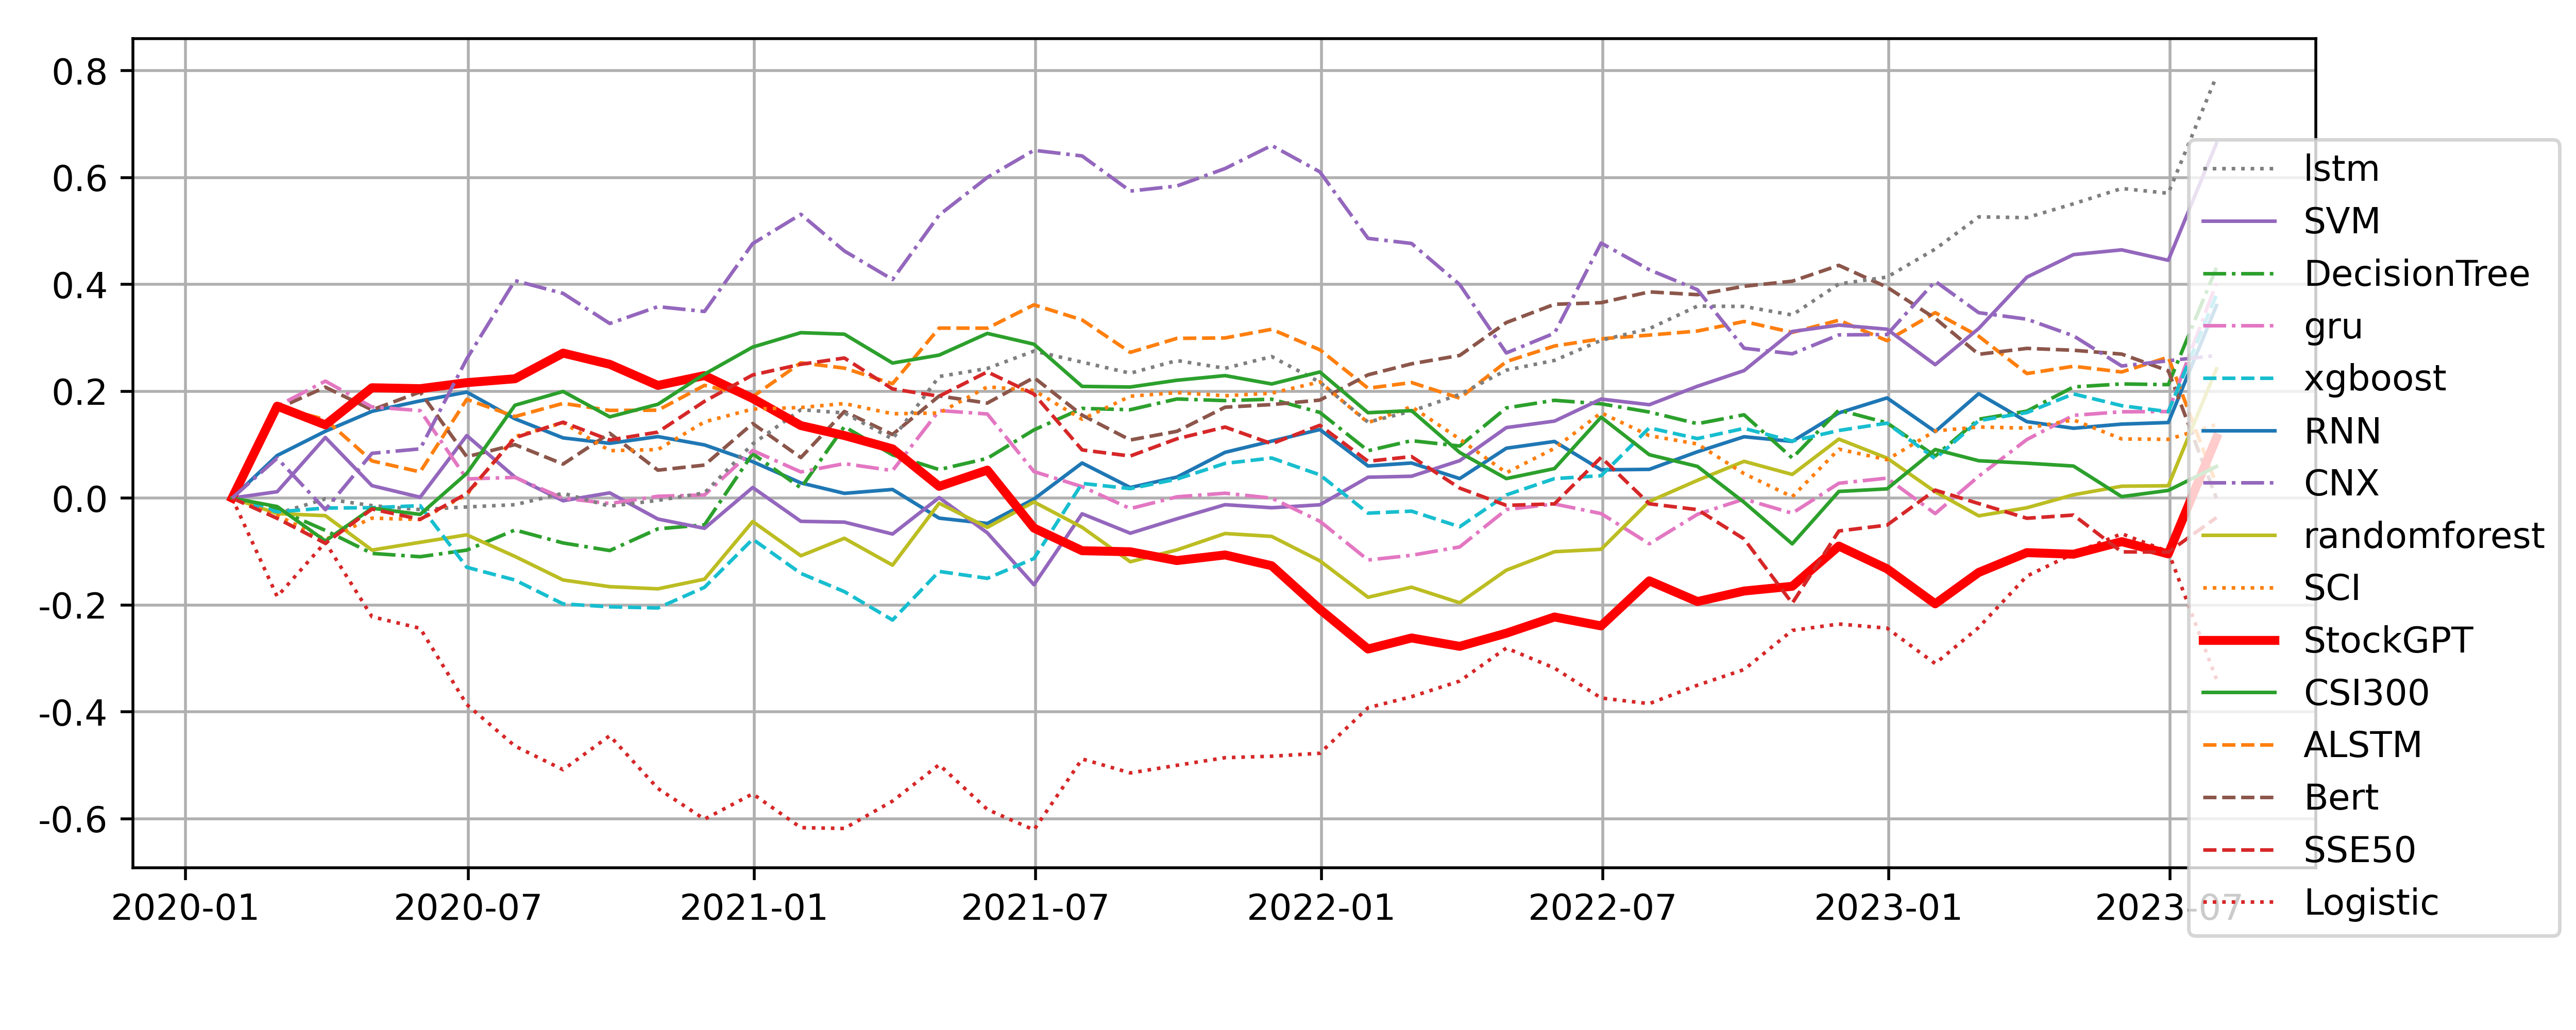 0.8
0.6
0.4
0.2
0.0
-0.2
-0.4
-0.6
2020-01 2020-07 2021-01 2021-07 2022-01 2022-07 2023-01 2023-07
lstm
SVM
DecisionTree
gru
xgboost
RNN
CNX
randomforest
SCI
StockGPT
CSI300
ALSTM
Bert
SSE50
Logistic